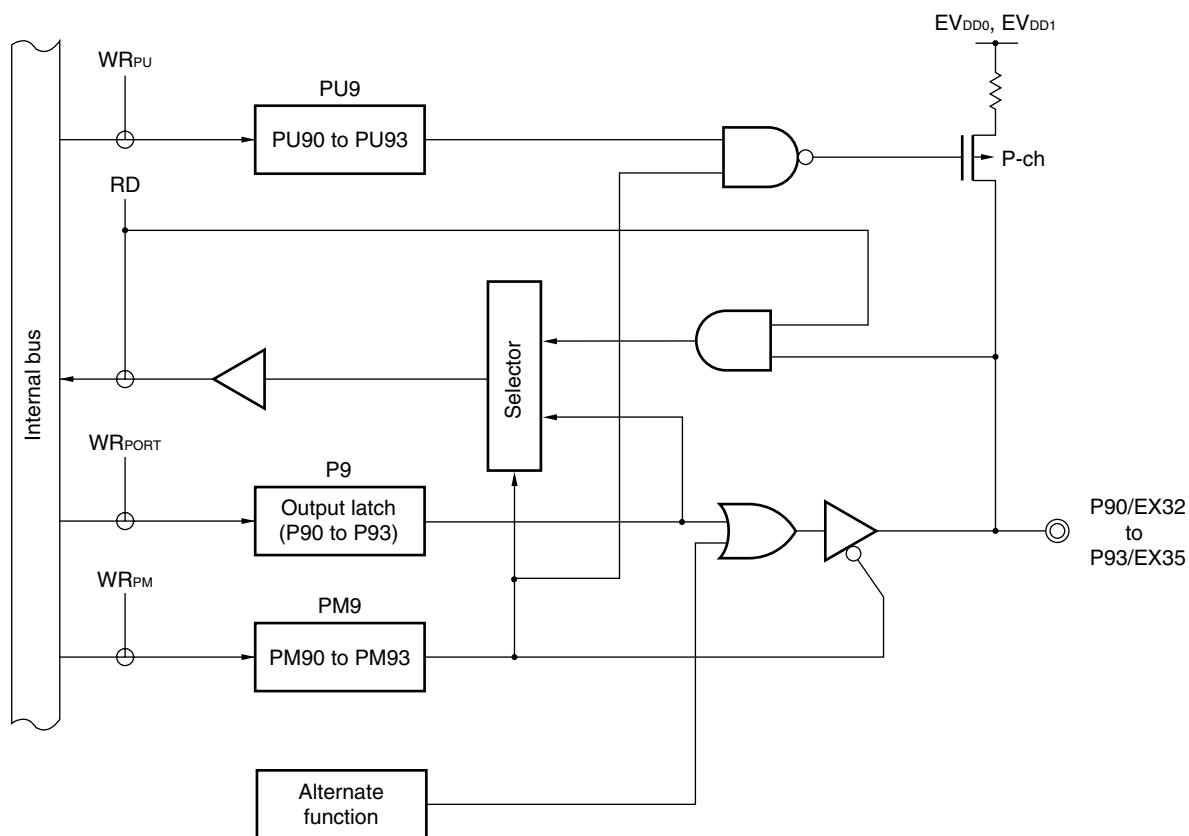 EVDD0, EVDD1
WRPU
PU9
PU90 to PU93
P-ch
RD
Internal bus
Selector
WRPORT
P9
Output latch
(P90 to P93)
P90/EX32
to
P93/EX35
WRPM
PM9
PM90 to PM93
Alternate
function